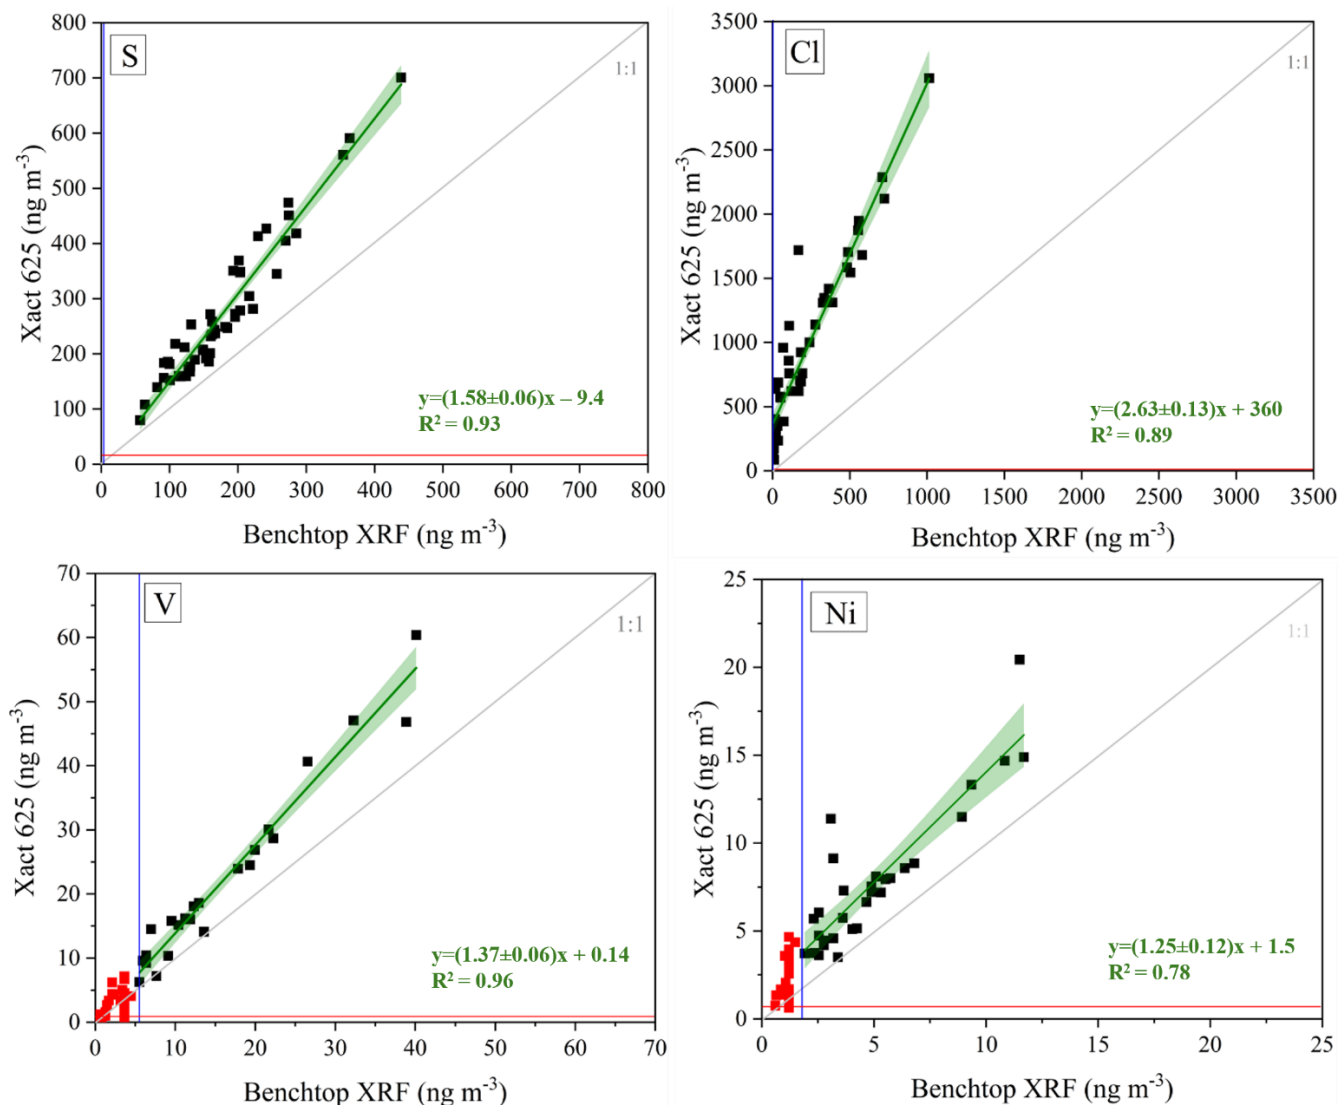 S
1:1
800
700
600
500
400
300
200
100
0
Xact 625 (ng m⁻³)
y=(1.58±0.06)x – 9.4
R² = 0.93
0 100 200 300 400 500 600 700 800
Benchtop XRF (ng m⁻³)
Cl
1:1
3500
3000
2500
2000
1500
1000
500
0
Xact 625 (ng m⁻³)
y=(2.63±0.13)x + 360
R² = 0.89
0 500 1000 1500 2000 2500 3000 3500
Benchtop XRF (ng m⁻³)
V
1:1
70
60
50
40
30
20
10
0
Xact 625 (ng m⁻³)
y=(1.37±0.06)x + 0.14
R² = 0.96
0 10 20 30 40 50 60 70
Benchtop XRF (ng m⁻³)
Ni
1:1
25
20
15
10
5
0
Xact 625 (ng m⁻³)
y=(1.25±0.12)x + 1.5
R² = 0.78
0 5 10 15 20 25
Benchtop XRF (ng m⁻³)